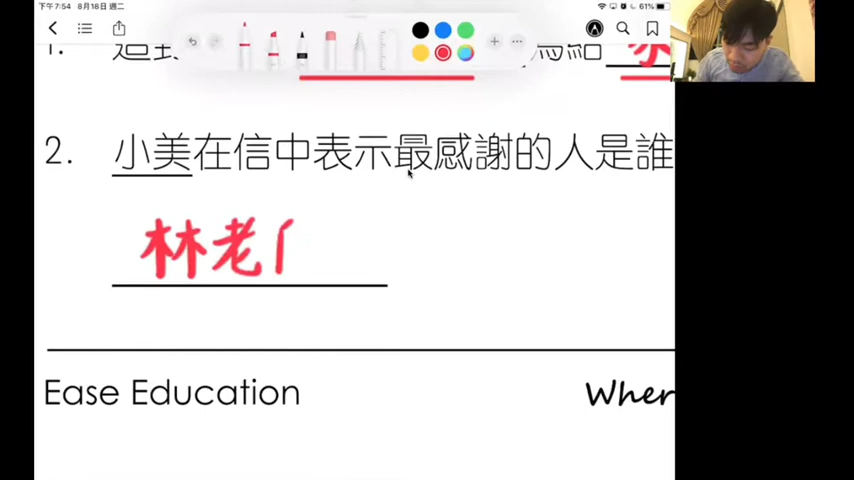 下午7:54 8月18日 週二
61%
1.
2. 小美在信中表示最感謝的人是誰
林老
Ease Education
Wher